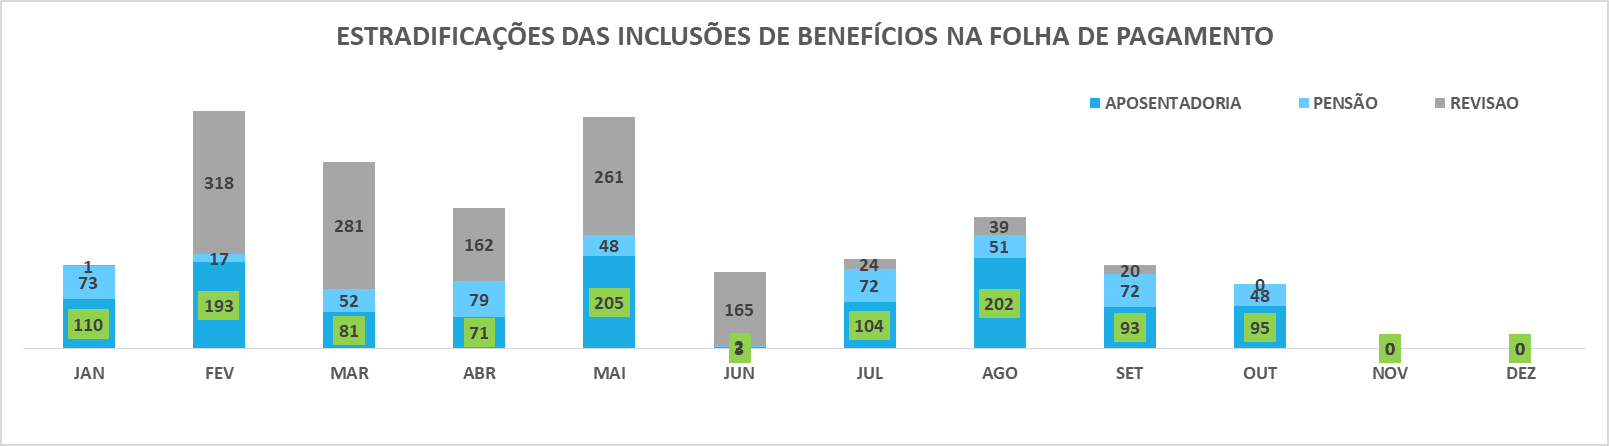 ESTRADIFICAÇÕES DAS INCLUSÕES DE BENEFÍCIOS NA FOLHA DE PAGAMENTO
APOSENTADORIA PENSÃO REVISAO
318
261
281
162
39
1 17 48 51
73 24 20 0
52 79 165 72 72 48
110 193 81 71 205 2 104 202 93 95 0 0
JAN FEV MAR ABR MAI JUN JUL AGO SET OUT NOV DEZ